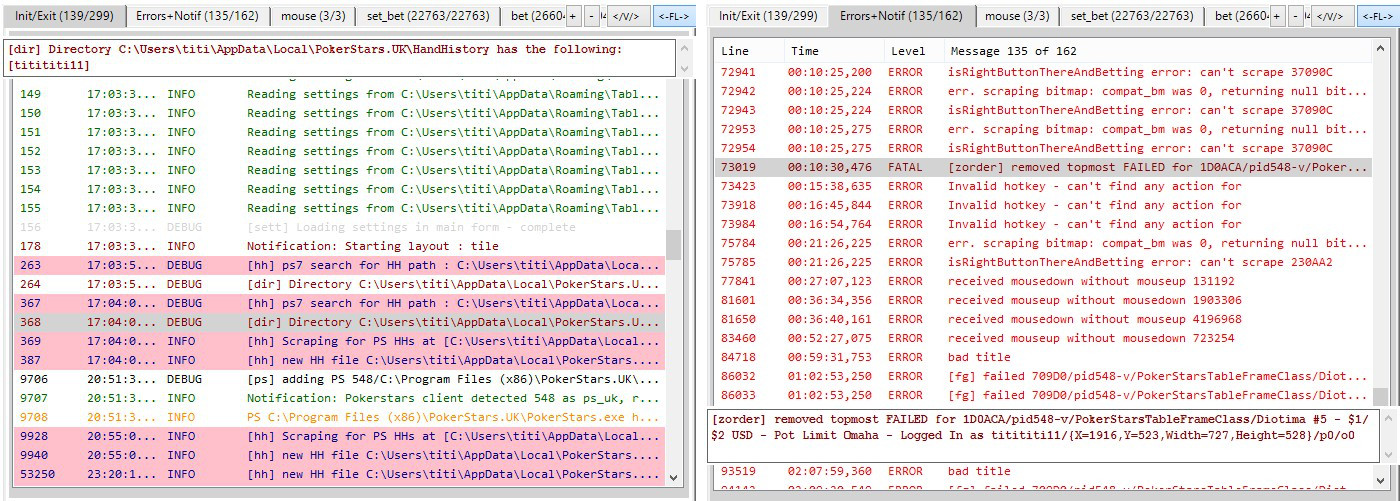 Init/Exit (139/299) Errors+Notif (135/162) mouse (3/3) set_bet (22763/22763) bet (2660 + - </V/> <-FL->
[dir] Directory C:\Users\titi\AppData\Local\PokerStars.UK\HandHistory has the following:
[titititi11]
149 17:03:3... INFO Reading settings from C:\Users\titi\AppData\Roaming\Tabl...
150 17:03:3... INFO Reading settings from C:\Users\titi\AppData\Roaming\Tabl...
151 17:03:3... INFO Reading settings from C:\Users\titi\AppData\Roaming\Tabl...
152 17:03:3... INFO Reading settings from C:\Users\titi\AppData\Roaming\Tabl...
153 17:03:3... INFO Reading settings from C:\Users\titi\AppData\Roaming\Tabl...
154 17:03:3... INFO Reading settings from C:\Users\titi\AppData\Roaming\Tabl...
155 17:03:3... INFO Reading settings from C:\Users\titi\AppData\Roaming\Tabl...
156 17:03:3... DEBUG [sett] Loading settings in main form - complete
178 17:03:3... INFO Notification: Starting layout : tile
263 17:03:5... DEBUG [hh] ps7 search for HH path : C:\Users\titi\AppData\Loca...
264 17:03:5... DEBUG [dir] Directory C:\Users\titi\AppData\Local\PokerStars.U...
367 17:04:0... DEBUG [hh] ps7 search for HH path : C:\Users\titi\AppData\Loca...
368 17:04:0... DEBUG [dir] Directory C:\Users\titi\AppData\Local\PokerStars.U...
369 17:04:0... INFO [hh] Scraping for PS HHs at [C:\Users\titi\AppData\Local...
387 17:04:0... INFO [hh] new HH file C:\Users\titi\AppData\Local\PokerStars....
9706 20:51:3... DEBUG [ps] adding PS 548/C:\Program Files (x86)\PokerStars.UK\...
9707 20:51:3... INFO Notification: Pokerstars client detected 548 as ps_uk, r...
9708 20:51:3... INFO PS C:\Program Files (x86)\PokerStars.UK\PokerStars.exe h...
9928 20:55:0... INFO [hh] Scraping for PS HHs at [C:\Users\titi\AppData\Local...
9940 20:55:0... INFO [hh] new HH file C:\Users\titi\AppData\Local\PokerStars....
53250 23:20:1... INFO [hh] new HH file C:\Users\titi\AppData\Local\PokerStars....
Init/Exit (139/299) Errors+Notif (135/162) mouse (3/3) set_bet (22763/22763) bet (2660 + - </V/> <-FL->
Line Time Level Message 135 of 162
72941 00:10:25,200 ERROR isRightButtonThereAndBetting error: can't scrape 37090C
72942 00:10:25,224 ERROR err. scraping bitmap: compat_bm was 0, returning null bit...
72943 00:10:25,224 ERROR isRightButtonThereAndBetting error: can't scrape 37090C
72953 00:10:25,275 ERROR err. scraping bitmap: compat_bm was 0, returning null bit...
72954 00:10:25,275 ERROR isRightButtonThereAndBetting error: can't scrape 37090C
73019 00:10:30,476 FATAL [zorder] removed topmost FAILED for 1D0ACA/pid548-v/Poker...
73423 00:15:38,635 ERROR Invalid hotkey - can't find any action for
73918 00:16:45,844 ERROR Invalid hotkey - can't find any action for
73984 00:16:54,764 ERROR Invalid hotkey - can't find any action for
75784 00:21:26,225 ERROR err. scraping bitmap: compat_bm was 0, returning null bit...
75785 00:21:26,225 ERROR isRightButtonThereAndBetting error: can't scrape 230AA2
77841 00:27:07,123 ERROR received mousedown without mouseup 131192
81601 00:36:34,356 ERROR received mouseup without mousedown 1903306
81650 00:36:40,161 ERROR received mousedown without mouseup 4196968
83460 00:52:27,075 ERROR received mouseup without mousedown 723254
84718 00:59:31,753 ERROR bad title
86032 01:02:53,250 ERROR [fg] failed 709D0/pid548-v/PokerStarsTableFrameClass/Diot...
86033 01:02:53,250 ERROR [fg] failed 709D0/pid548-v/PokerStarsTableFrameClass/Diot...
[zorder] removed topmost FAILED for 1D0ACA/pid548-v/PokerStarsTableFrameClass/Diotima #5 - $1/
$2 USD - Pot Limit Omaha - Logged In as titititi11/{X=1916,Y=523,Width=727,Height=528}/p0/o0
93519 02:07:59,360 ERROR bad title